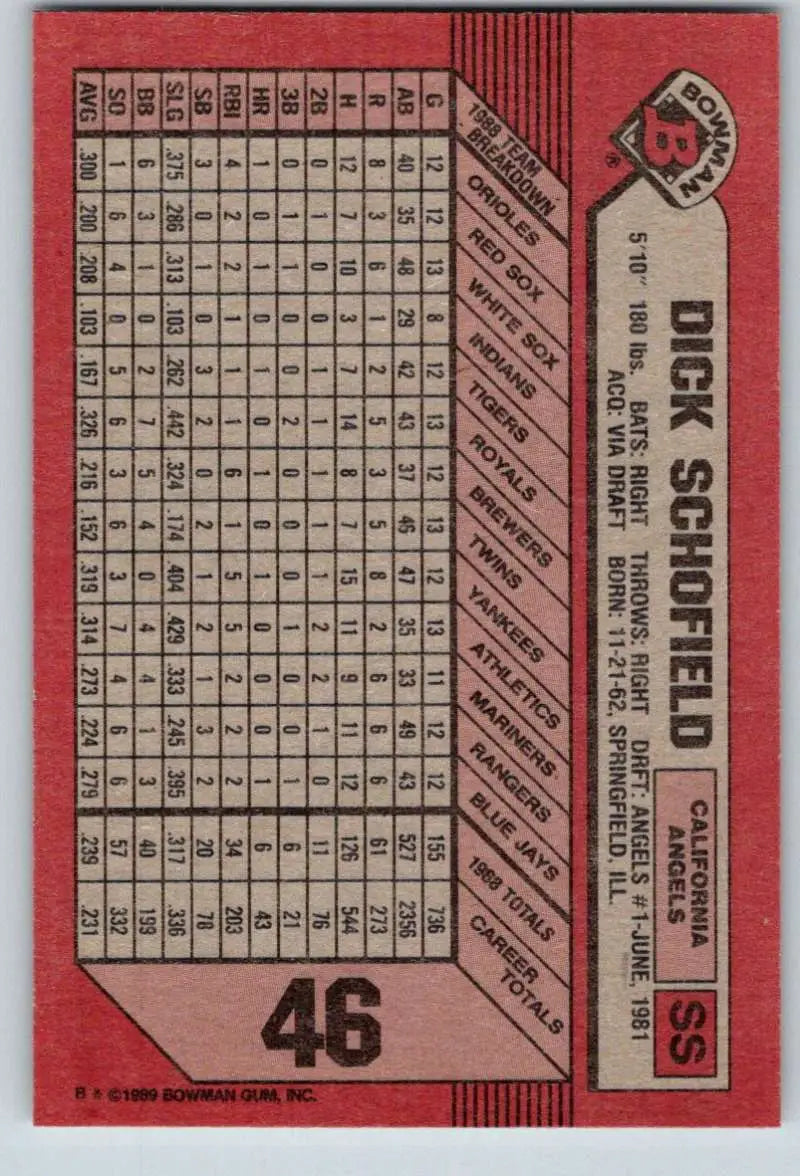 BOWMAN
B
®
DICK SCHOFIELD
CALIFORNIA
ANGELS
SS
5'10" 180 lbs. BATS: RIGHT THROWS: RIGHT DRFT: ANGELS #1-JUNE, 1981
ACQ: VIA DRAFT BORN: 11-21-62, SPRINGFIELD, ILL.
1988 TEAM
BREAKDOWN
ORIOLES
RED SOX
WHITE SOX
INDIANS
TIGERS
ROYALS
BREWERS
TWINS
YANKEES
ATHLETICS
MARINERS
RANGERS
BLUE JAYS
1988 TOTALS
CAREER
TOTALS
G 12 12 13 8 12 13 12 13 12 13 11 12 12 155 736
AB 40 35 48 29 42 43 37 46 47 35 33 49 43 527 2356
R 8 3 6 1 2 5 3 5 8 2 6 6 6 61 273
H 12 7 10 3 7 14 8 7 15 11 9 11 12 126 544
2B 0 1 0 0 1 1 1 1 1 2 2 1 0 11 76
3B 0 1 1 0 0 2 0 0 0 1 0 0 1 6 21
HR 1 0 1 0 1 0 1 0 1 0 0 0 1 6 43
RBI 4 2 2 1 1 1 6 1 5 5 2 2 2 34 203
SB 3 0 1 0 3 2 0 2 1 2 1 3 2 20 78
SLG .375 .286 .313 .103 .262 .442 .324 .174 .404 .429 .333 .245 .395 .317 .336
BB 6 3 1 0 2 7 5 4 0 4 4 1 3 40 199
SO 1 6 4 0 5 6 3 6 3 7 4 6 6 57 332
AVG .300 .200 .208 .103 .167 .326 .216 .152 .319 .314 .273 .224 .279 .239 .231
46
B * ©1989 BOWMAN GUM, INC.